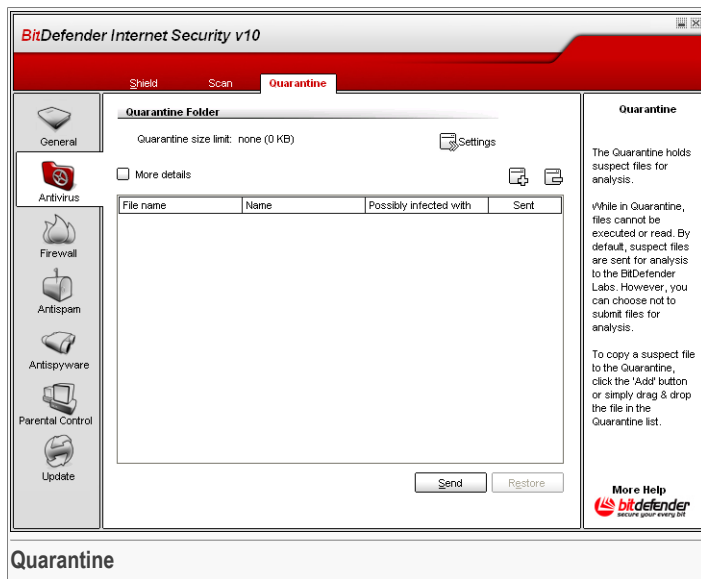 BitDefender Internet Security v10
Shield Scan Quarantine
General
Antivirus
Firewall
Antispam
Antispyware
Parental Control
Update
Quarantine Folder
Quarantine size limit: none (0 KB)
Settings
More details
File name Name Possibly infected with Sent
Send Restore
Quarantine
The Quarantine holds
suspect files for
analysis.
While in Quarantine,
files cannot be
executed or read. By
default, suspect files
are sent for analysis
to the BitDefender
Labs. However, you
can choose not to
submit files for
analysis.
To copy a suspect file
to the Quarantine,
click the 'Add' button
or simply drag & drop
the file in the
Quarantine list.
More Help
bitdefender
secure your every bit
Quarantine